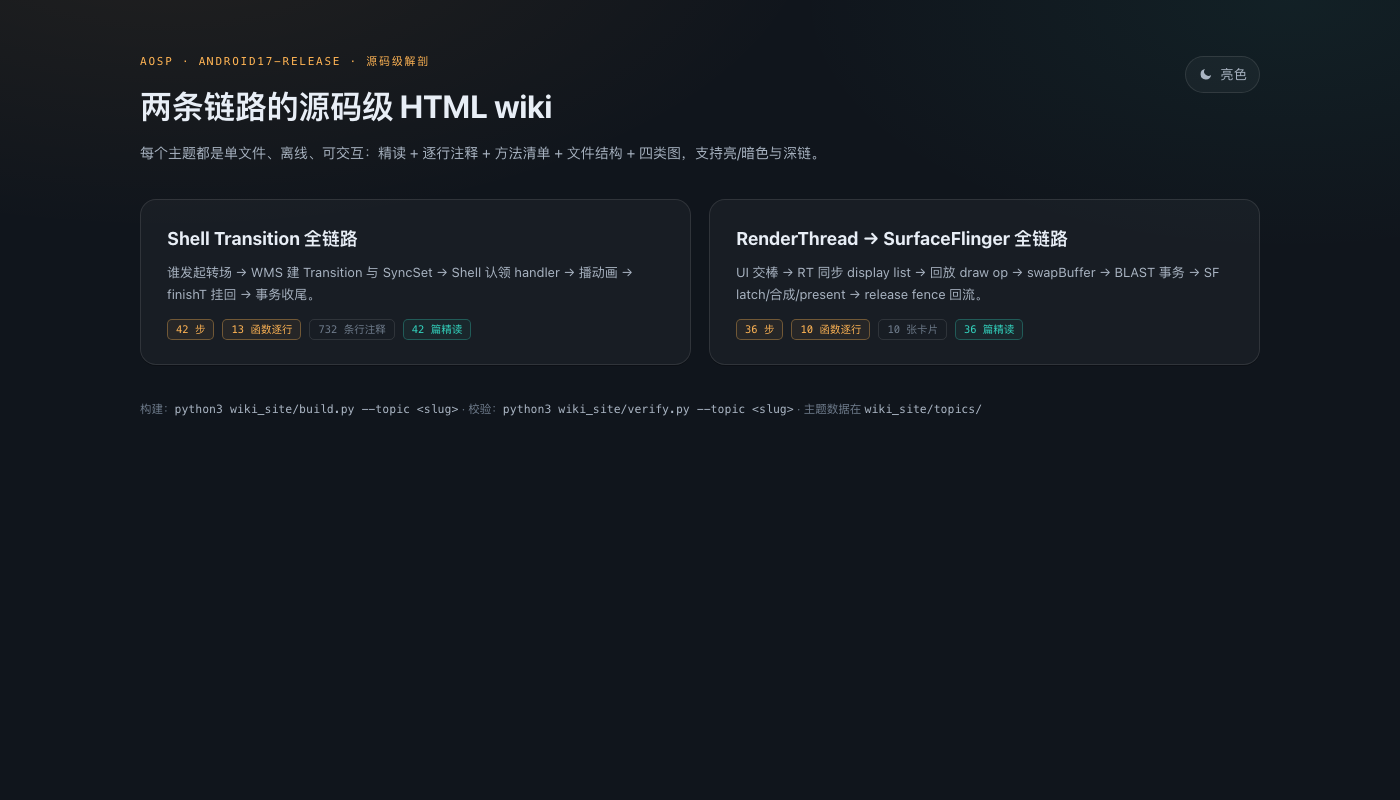 AOSP · ANDROID17-RELEASE · 源码级解剖
亮色
两条链路的源码级 HTML wiki
每个主题都是单文件、离线、可交互：精读 + 逐行注释 + 方法清单 + 文件结构 + 四类图，支持亮/暗色与深链。
Shell Transition 全链路
谁发起转场 → WMS 建 Transition 与 SyncSet → Shell 认领 handler → 播动画 →
finishT 挂回 → 事务收尾。
42 步 13 函数逐行 732 条行注释 42 篇精读
RenderThread → SurfaceFlinger 全链路
UI 交棒 → RT 同步 display list → 回放 draw op → swapBuffer → BLAST 事务 → SF
latch/合成/present → release fence 回流。
36 步 10 函数逐行 10 张卡片 36 篇精读
构建：python3 wiki_site/build.py --topic <slug> · 校验：python3 wiki_site/verify.py --topic <slug> · 主题数据在 wiki_site/topics/